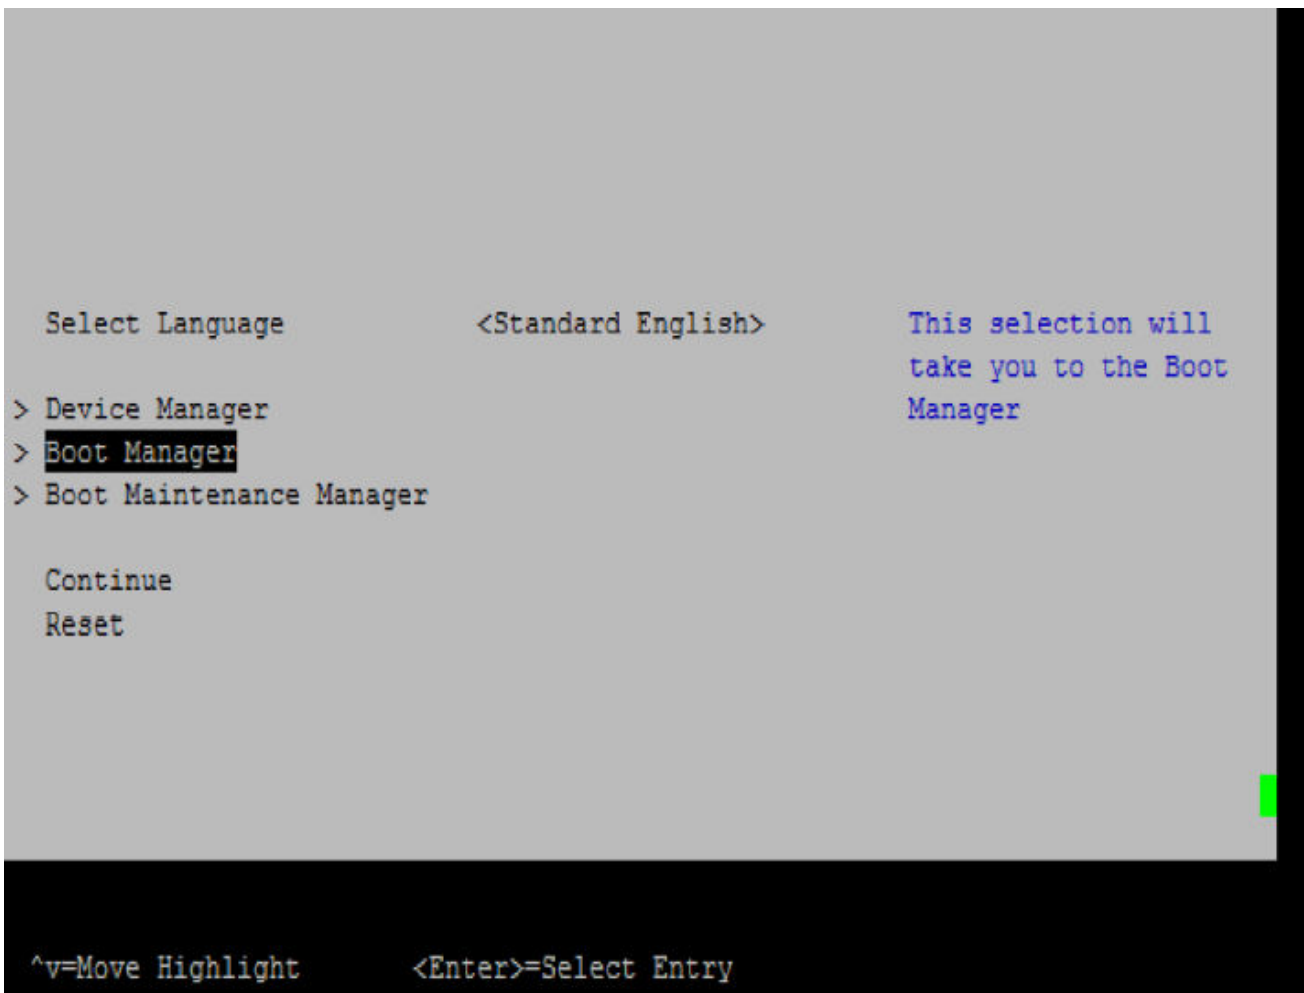 Select Language <Standard English> This selection will
take you to the Boot
> Device Manager Manager
> Boot Manager
> Boot Maintenance Manager
Continue
Reset
^v=Move Highlight <Enter>=Select Entry